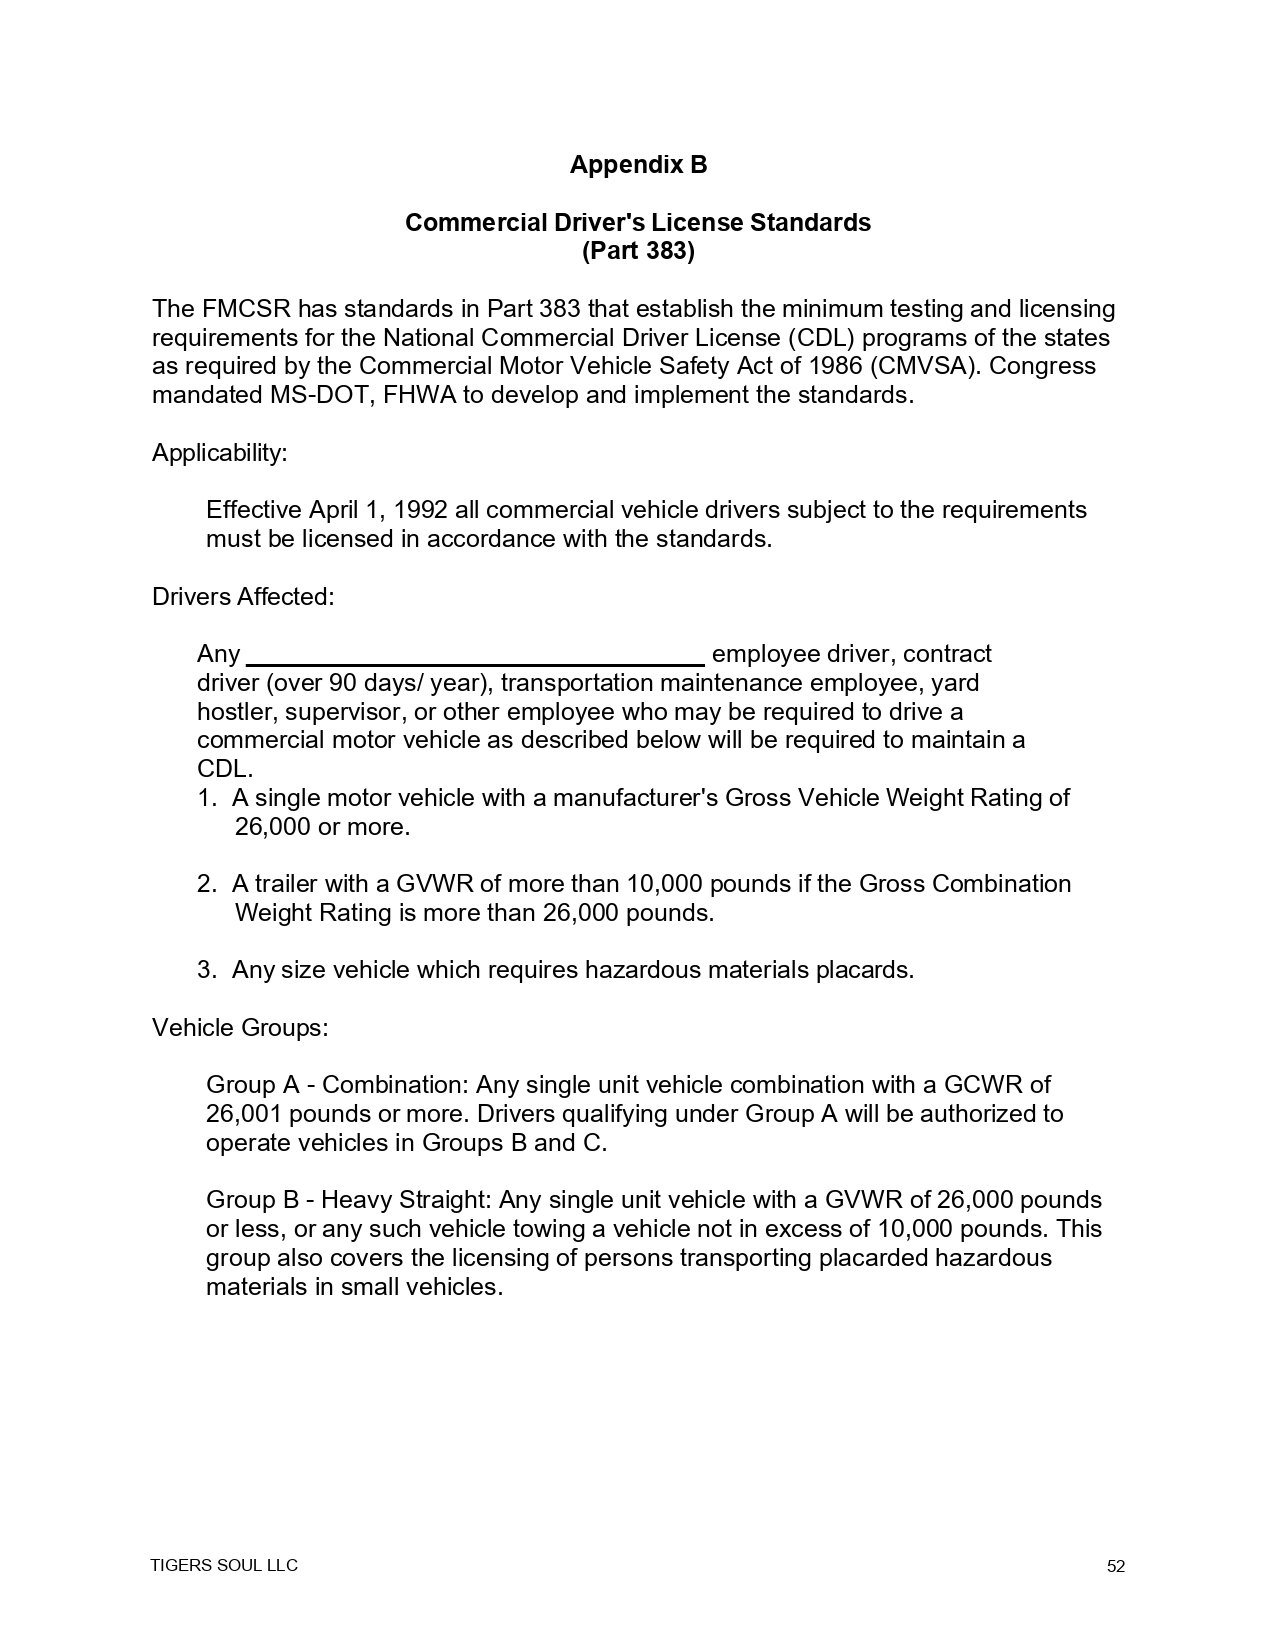 Appendix B
Commercial Driver's License Standards
(Part 383)
The FMCSR has standards in Part 383 that establish the minimum testing and licensing
requirements for the National Commercial Driver License (CDL) programs of the states
as required by the Commercial Motor Vehicle Safety Act of 1986 (CMVSA). Congress
mandated MS-DOT, FHWA to develop and implement the standards.
Applicability:
Effective April 1, 1992 all commercial vehicle drivers subject to the requirements
must be licensed in accordance with the standards.
Drivers Affected:
Any __________________________________ employee driver, contract
driver (over 90 days/ year), transportation maintenance employee, yard
hostler, supervisor, or other employee who may be required to drive a
commercial motor vehicle as described below will be required to maintain a
CDL.
1. A single motor vehicle with a manufacturer's Gross Vehicle Weight Rating of
26,000 or more.
2. A trailer with a GVWR of more than 10,000 pounds if the Gross Combination
Weight Rating is more than 26,000 pounds.
3. Any size vehicle which requires hazardous materials placards.
Vehicle Groups:
Group A - Combination: Any single unit vehicle combination with a GCWR of
26,001 pounds or more. Drivers qualifying under Group A will be authorized to
operate vehicles in Groups B and C.
Group B - Heavy Straight: Any single unit vehicle with a GVWR of 26,000 pounds
or less, or any such vehicle towing a vehicle not in excess of 10,000 pounds. This
group also covers the licensing of persons transporting placarded hazardous
materials in small vehicles.
TIGERS SOUL LLC
52